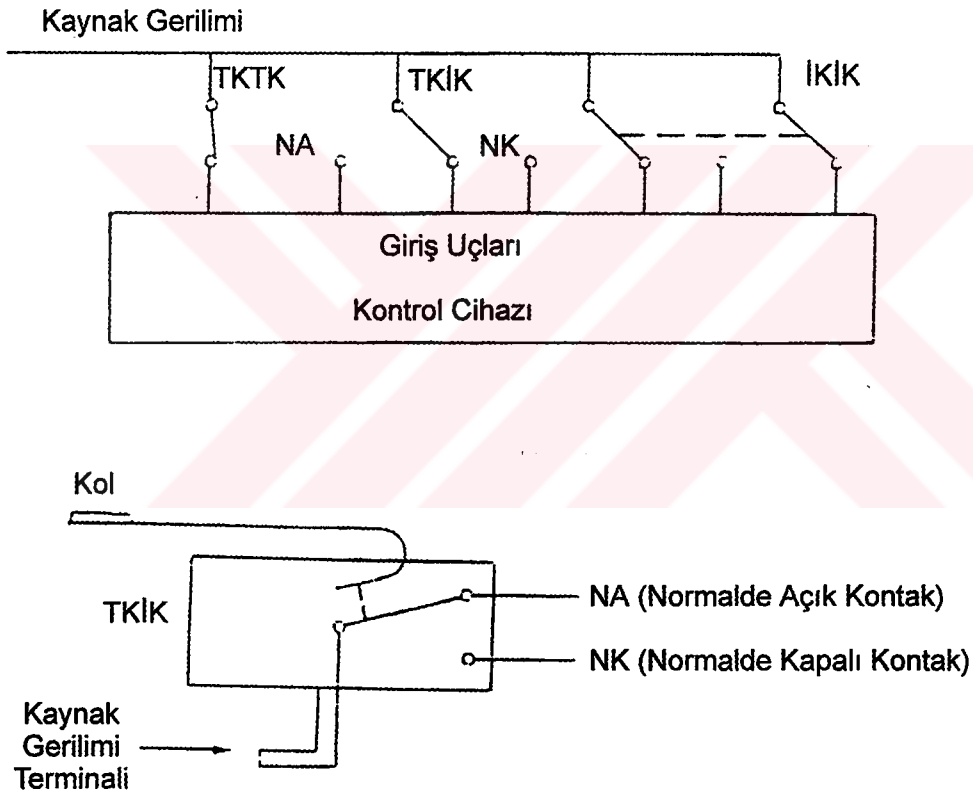 Kaynak Gerilimi
TKTK
TKİK
İKİK
NA
NK
Giriş Uçları
Kontrol Cihazı
Kol
TKİK
NA (Normalde Açık Kontak)
NK (Normalde Kapalı Kontak)
Kaynak
Gerilimi
Terminali